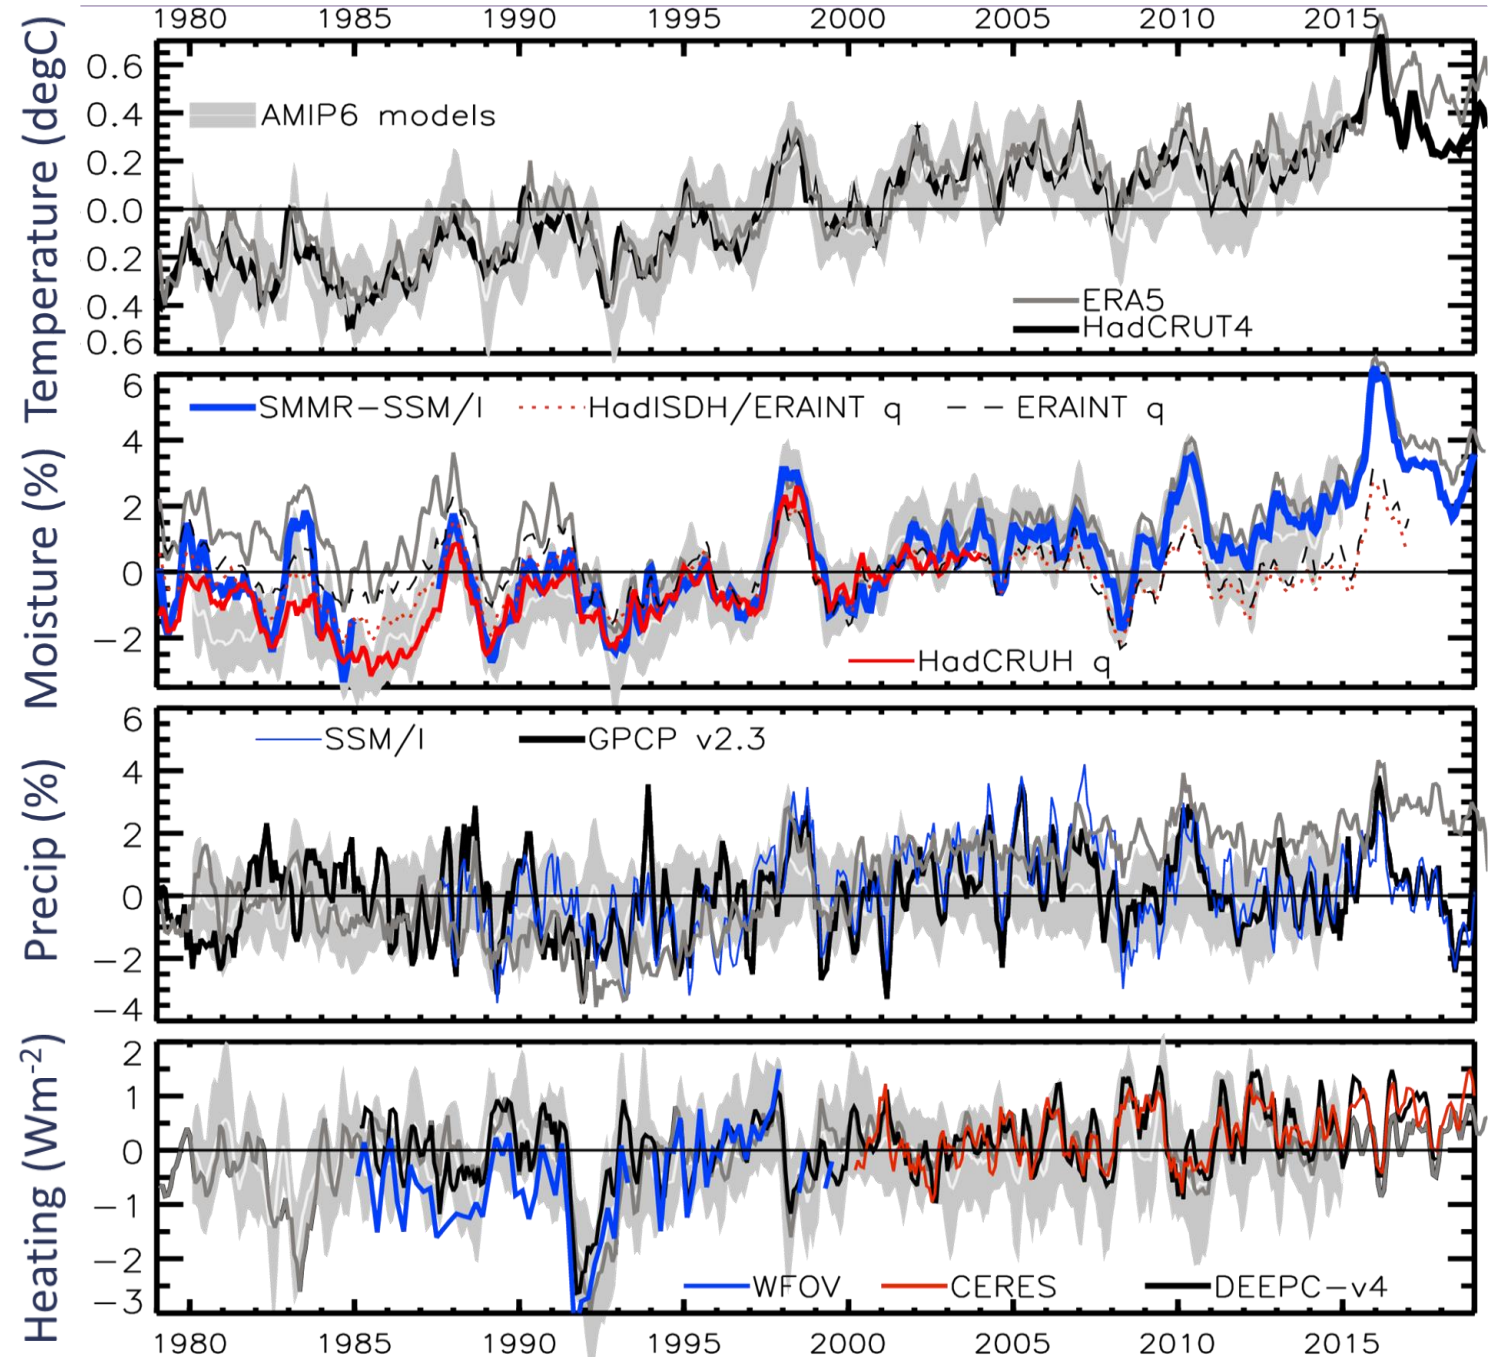 1980 1985 1990 1995 2000 2005 2010 2015
Temperature (degC)
0.6
0.4
0.2
0.0
0.2
0.4
0.6
AMIP6 models
ERA5
HadCRUT4
Moisture (%)
6
4
2
0
−2
SMMR−SSM/I HadISDH/ERAINT q ERAINT q
HadCRUH q
Precip (%)
6
4
2
0
−2
−4
SSM/I GPCP v2.3
Heating (Wm-2)
2
1
0
−1
−2
−3
WFOV CERES DEEPC−v4
1980 1985 1990 1995 2000 2005 2010 2015